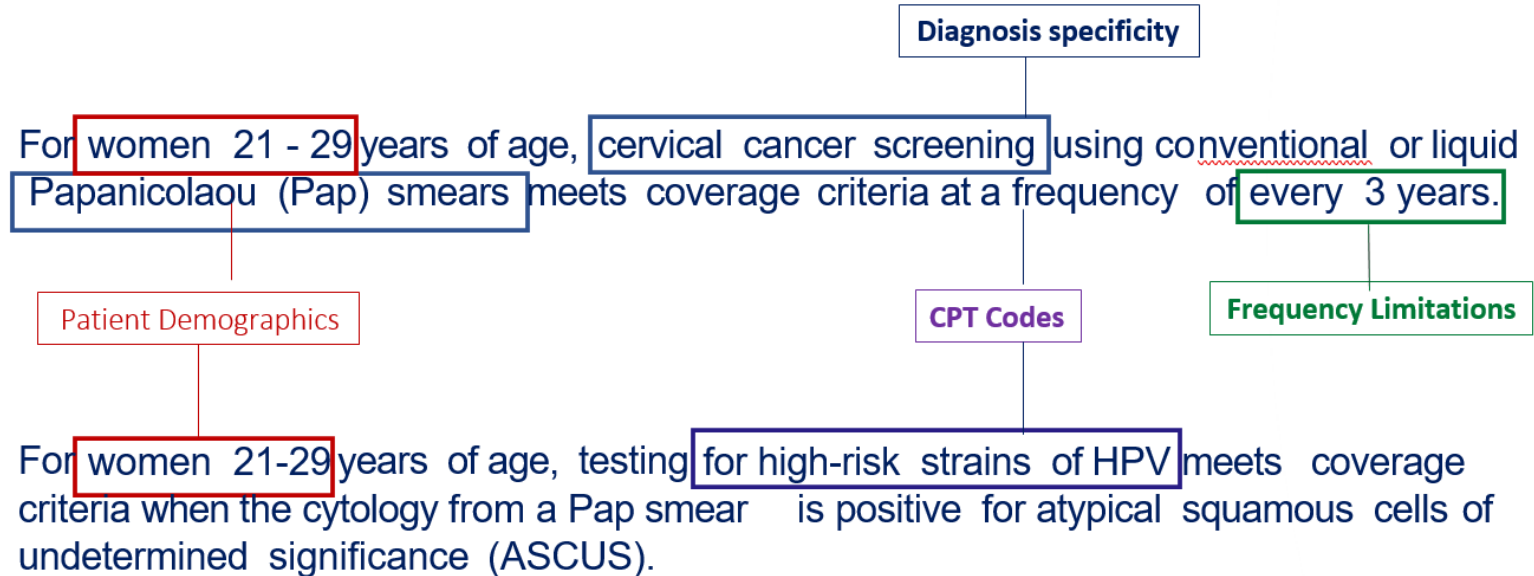 Diagnosis specificity
For women 21 - 29 years of age, cervical cancer screening using conventional or liquid
Papanicolaou (Pap) smears meets coverage criteria at a frequency of every 3 years.
Patient Demographics
CPT Codes
Frequency Limitations
For women 21-29 years of age, testing for high-risk strains of HPV meets coverage
criteria when the cytology from a Pap smear is positive for atypical squamous cells of
undetermined significance (ASCUS).